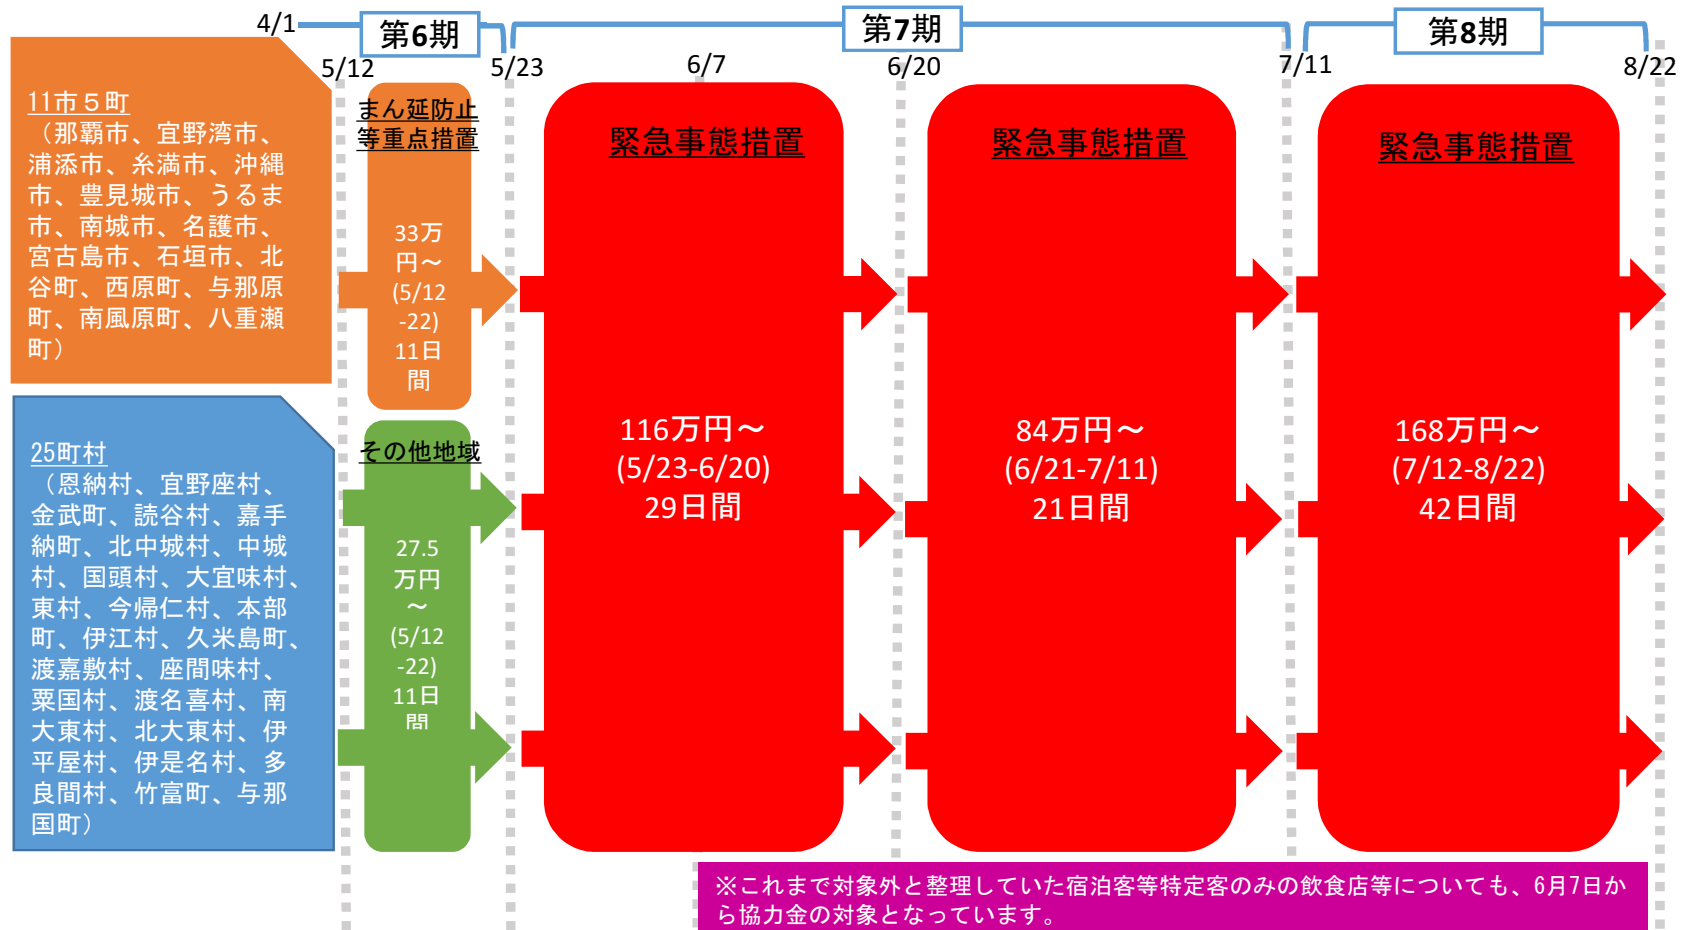 4/1
第6期
第7期
第8期
5/12
5/23
6/7
6/20
7/11
8/22
11市５町
（那覇市、宜野湾市、
浦添市、糸満市、沖縄
市、豊見城市、うるま
市、南城市、名護市、
宮古島市、石垣市、北
谷町、西原町、与那原
町、南風原町、八重瀬
町）
まん延防止
等重点措置
33万
円～
(5/12
-22)
11日
間
25町村
（恩納村、宜野座村、
金武町、読谷村、嘉手
納町、北中城村、中城
村、国頭村、大宜味村、
東村、今帰仁村、本部
町、伊江村、久米島町、
渡嘉敷村、座間味村、
粟国村、渡名喜村、南
大東村、北大東村、伊
平屋村、伊是名村、多
良間村、竹富町、与那
国町）
その他地域
27.5
万円
～
(5/12
-22)
11日
間
緊急事態措置
116万円～
(5/23-6/20)
29日間
緊急事態措置
84万円～
(6/21-7/11)
21日間
緊急事態措置
168万円～
(7/12-8/22)
42日間
※これまで対象外と整理していた宿泊客等特定客のみの飲食店等についても、6月7日か
ら協力金の対象となっています。